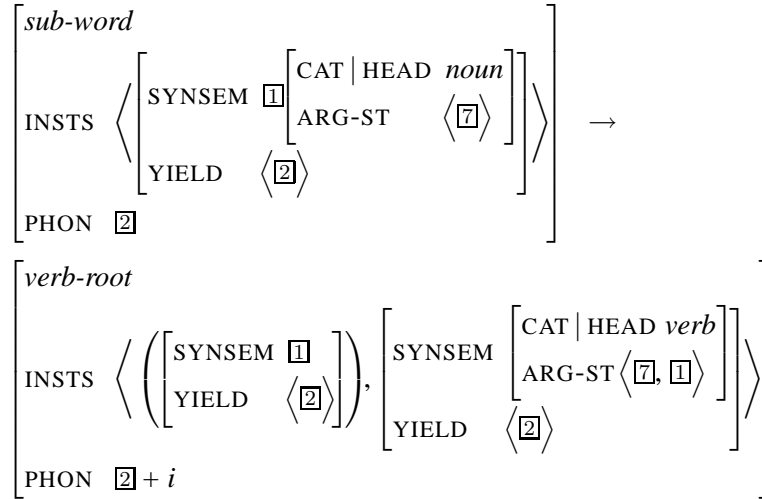 sub-word
SYNSEM 1 CAT | HEAD noun
ARG-ST ⟨ 7 ⟩
INSTS ⟨ ⟩ →
YIELD ⟨ 2 ⟩
PHON 2
verb-root
SYNSEM 1 SYNSEM CAT | HEAD verb
INSTS ⟨ ( ), ARG-ST ⟨ 7 , 1 ⟩ ⟩
YIELD ⟨ 2 ⟩ YIELD ⟨ 2 ⟩
PHON 2 + i